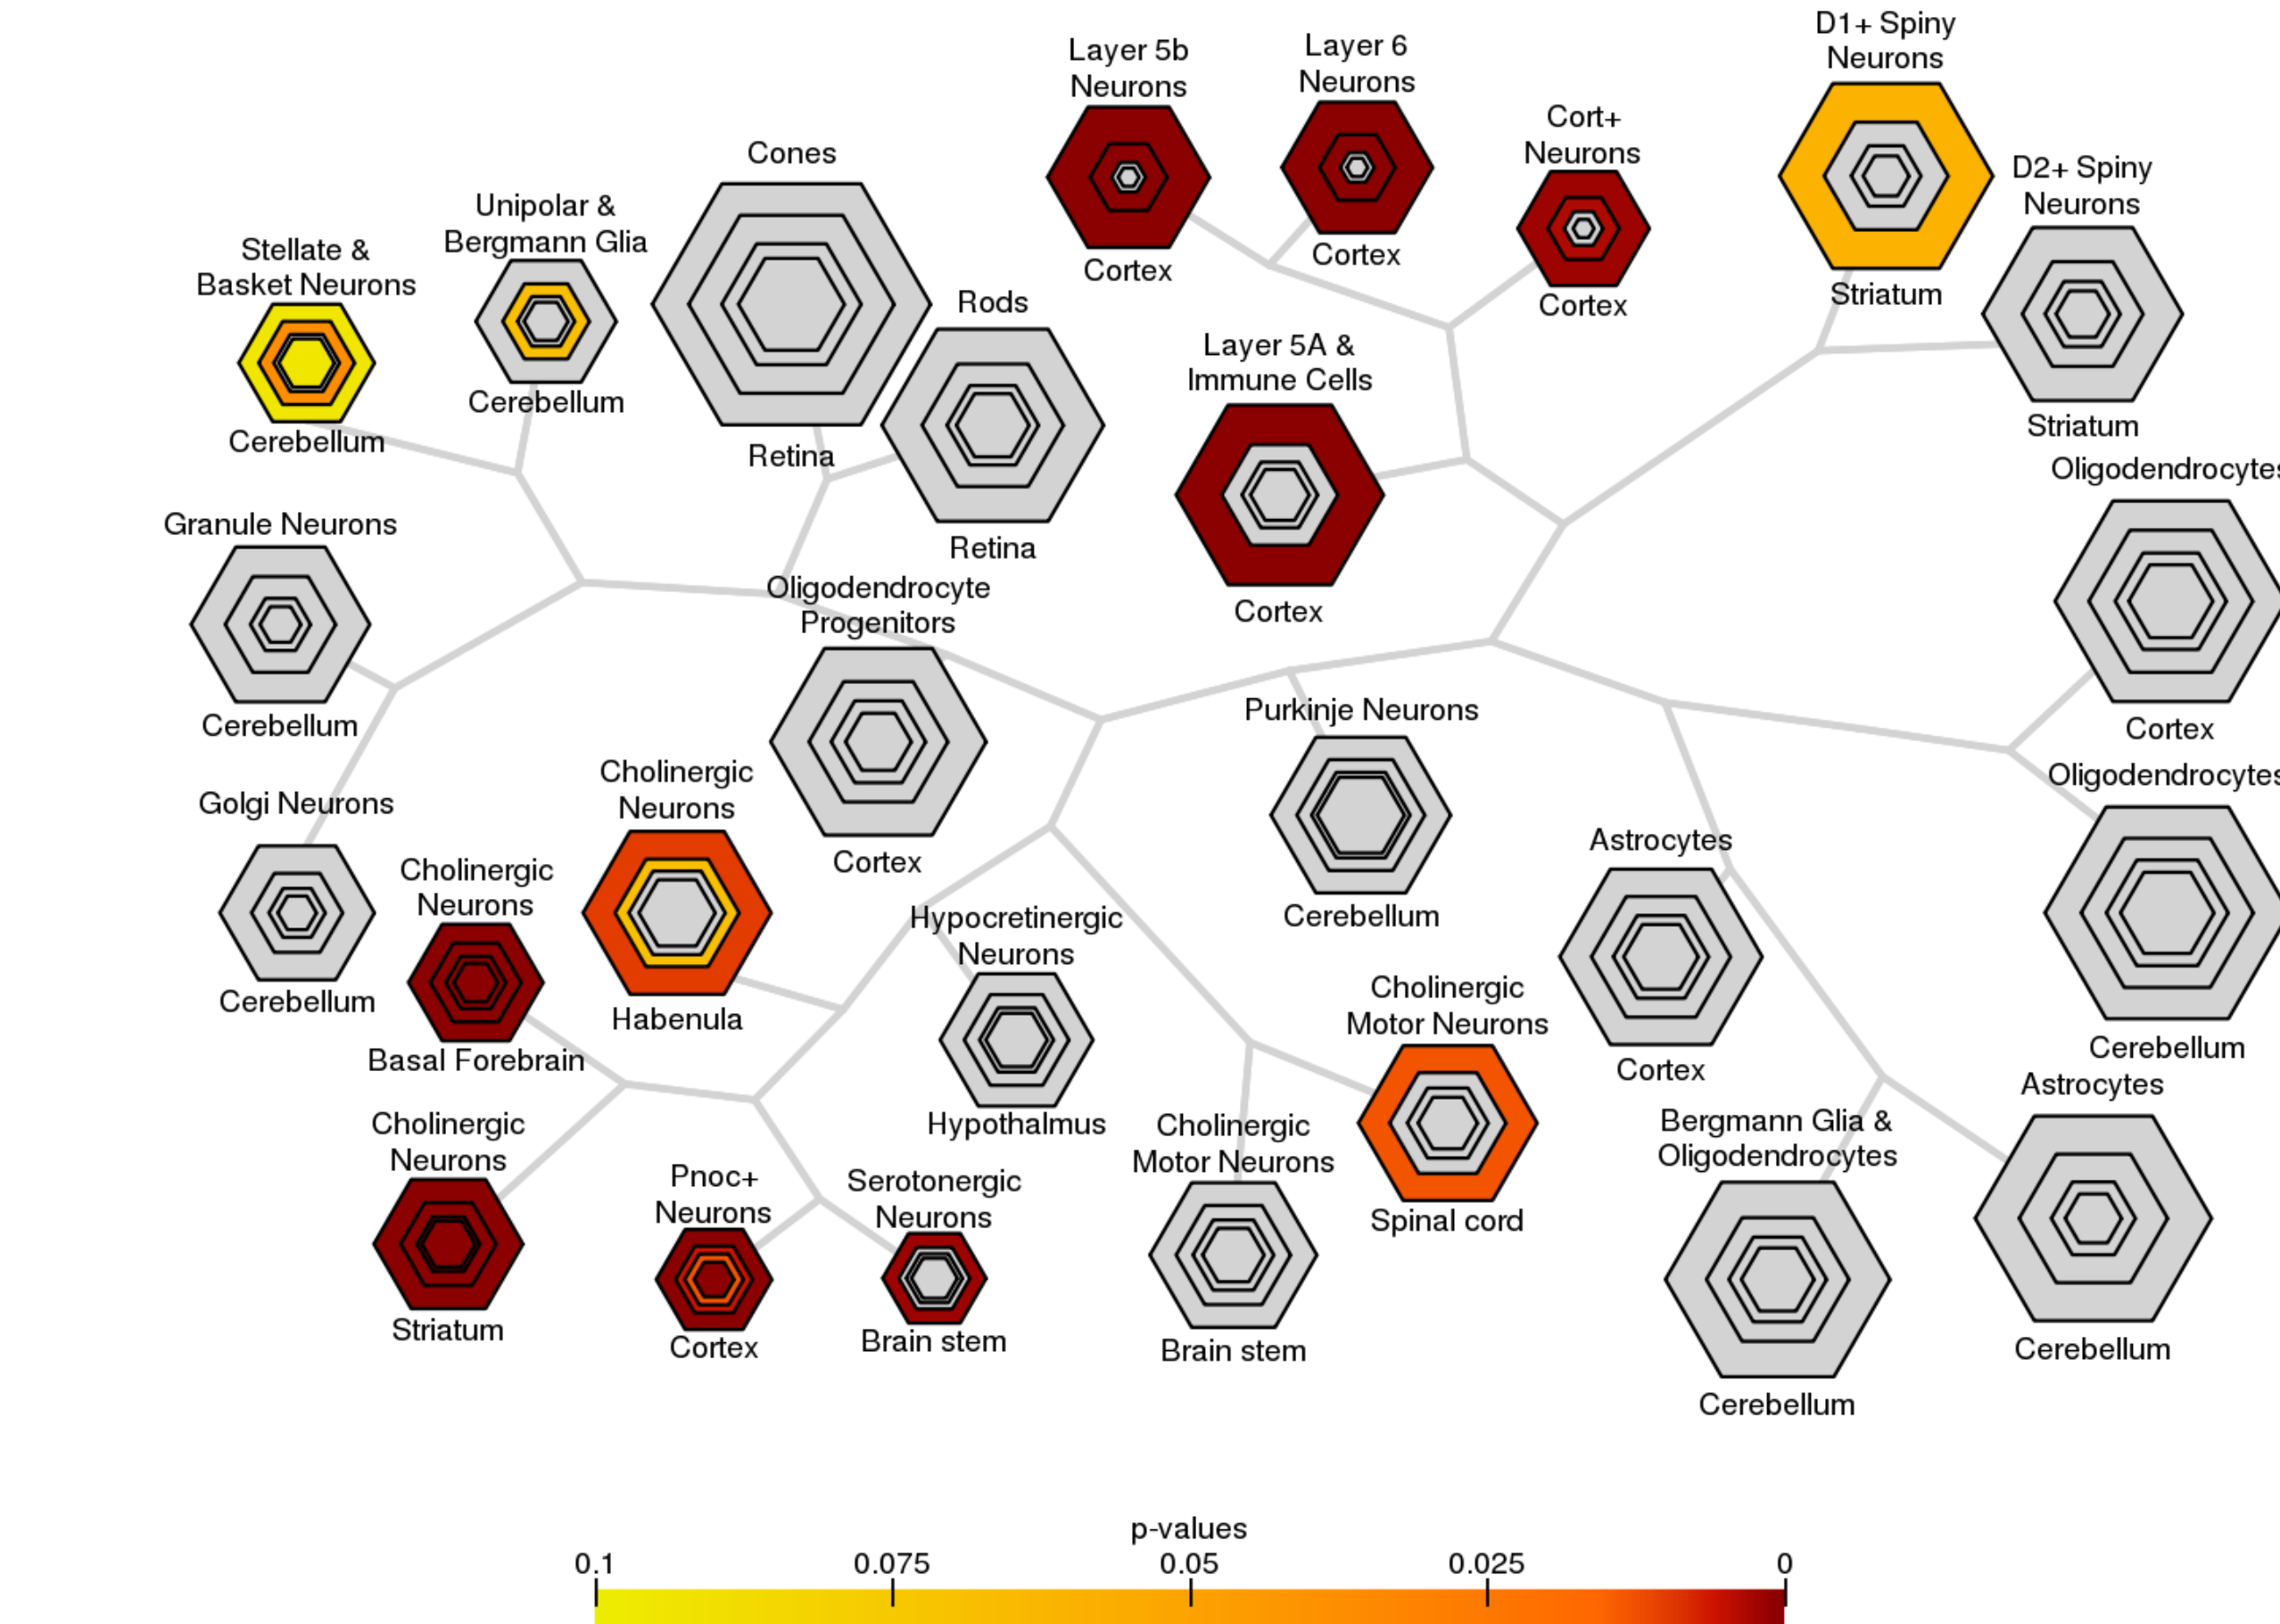 D1+ Spiny
Neurons
Striatum
Layer 5b
Neurons
Cortex
Layer 6
Neurons
Cortex
Cort+
Neurons
Cortex
Cones
Retina
D2+ Spiny
Neurons
Striatum
Unipolar &
Bergmann Glia
Cerebellum
Stellate &
Basket Neurons
Cerebellum
Rods
Retina
Layer 5A &
Immune Cells
Cortex
Oligodendrocytes
Cortex
Granule Neurons
Cerebellum
Oligodendrocyte
Progenitors
Cortex
Purkinje Neurons
Cerebellum
Oligodendrocytes
Cerebellum
Cholinergic
Neurons
Habenula
Golgi Neurons
Cerebellum
Astrocytes
Cortex
Cholinergic
Neurons
Basal Forebrain
Hypocretinergic
Neurons
Hypothalmus
Cholinergic
Motor Neurons
Spinal cord
Astrocytes
Cerebellum
Cholinergic
Neurons
Striatum
Bergmann Glia &
Oligodendrocytes
Cerebellum
Cholinergic
Motor Neurons
Brain stem
Pnoc+
Neurons
Cortex
Serotonergic
Neurons
Brain stem
p-values
0.1 0.075 0.05 0.025 0